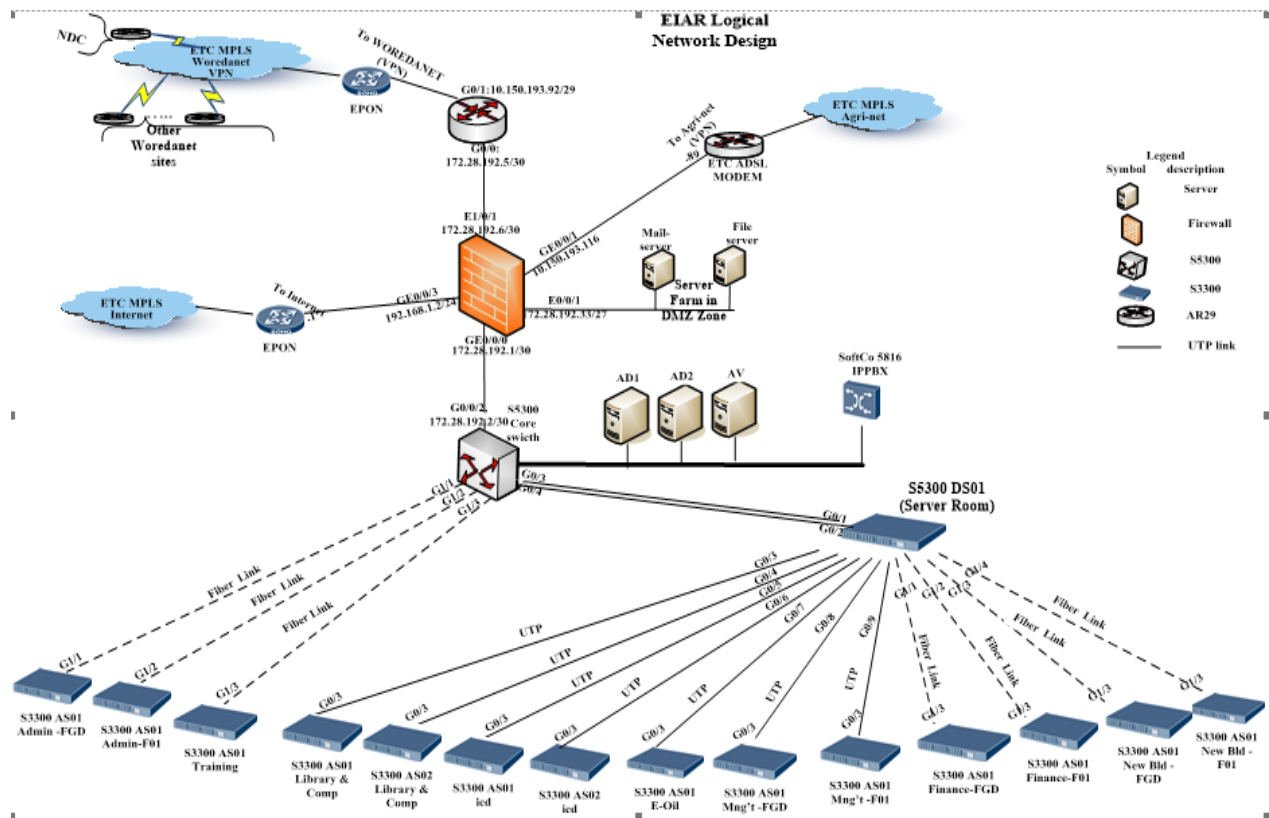 EIAR Logical
Network Design
NDC
ETC MPLS
Woredanet
VPN
To WOREDANET
(VPN)
EPON
G0/1:10.150.193.92/29
Other
Woredanet
sites
G0/0:
172.28.192.5/30
ETC MPLS
Agri-net
To Agri-net
(VPN)
-89
ETC ADSL
MODEM
Legend
Symbol description
Server
Firewall
S5300
S3300
AR29
UTP link
E1/0/1
172.28.192.6/30
GE0/0/1
10.150.193.116
Mail-
server
File
server
Server
Farm in
DMZ Zone
ETC MPLS
Internet
To Internet
.1
EPON
GE0/0/3
192.168.1.2/24
E0/0/1
72.28.192.33/27
GE0/0/0
172.28.192.1/30
G0/0/2
172.28.192.2/30
S5300
Core
swicth
AD1
AD2
AV
SoftCo 5816
IPPBX
G0/3
G0/4
G1/1
G1/2
G1/3
S5300 DS01
(Server Room)
G0/1
G0/2
G0/3
G0/4
G0/5
G0/6
G0/7
G0/8
G0/9
G1/1
G1/2
G1/3
G1/4
Fiber Link
Fiber Link
Fiber Link
UTP
UTP
UTP
UTP
UTP
UTP
UTP
Fiber Link
Fiber Link
Fiber Link
Fiber Link
G1/1
G1/2
G1/3
G0/3
G0/3
G0/3
G0/3
G0/3
G0/3
G0/3
G1/3
G1/3
G1/3
G1/3
S3300 AS01
Admin -FGD
S3300 AS01
Admin-F01
S3300 AS01
Training
S3300 AS01
Library &
Comp
S3300 AS02
Library &
Comp
S3300 AS01
icd
S3300 AS02
icd
S3300 AS01
E-Oil
S3300 AS01
Mng't -FGD
S3300 AS01
Mng't -F01
S3300 AS01
Finance-FGD
S3300 AS01
Finance-F01
S3300 AS01
New Bld -
FGD
S3300 AS01
New Bld -
F01